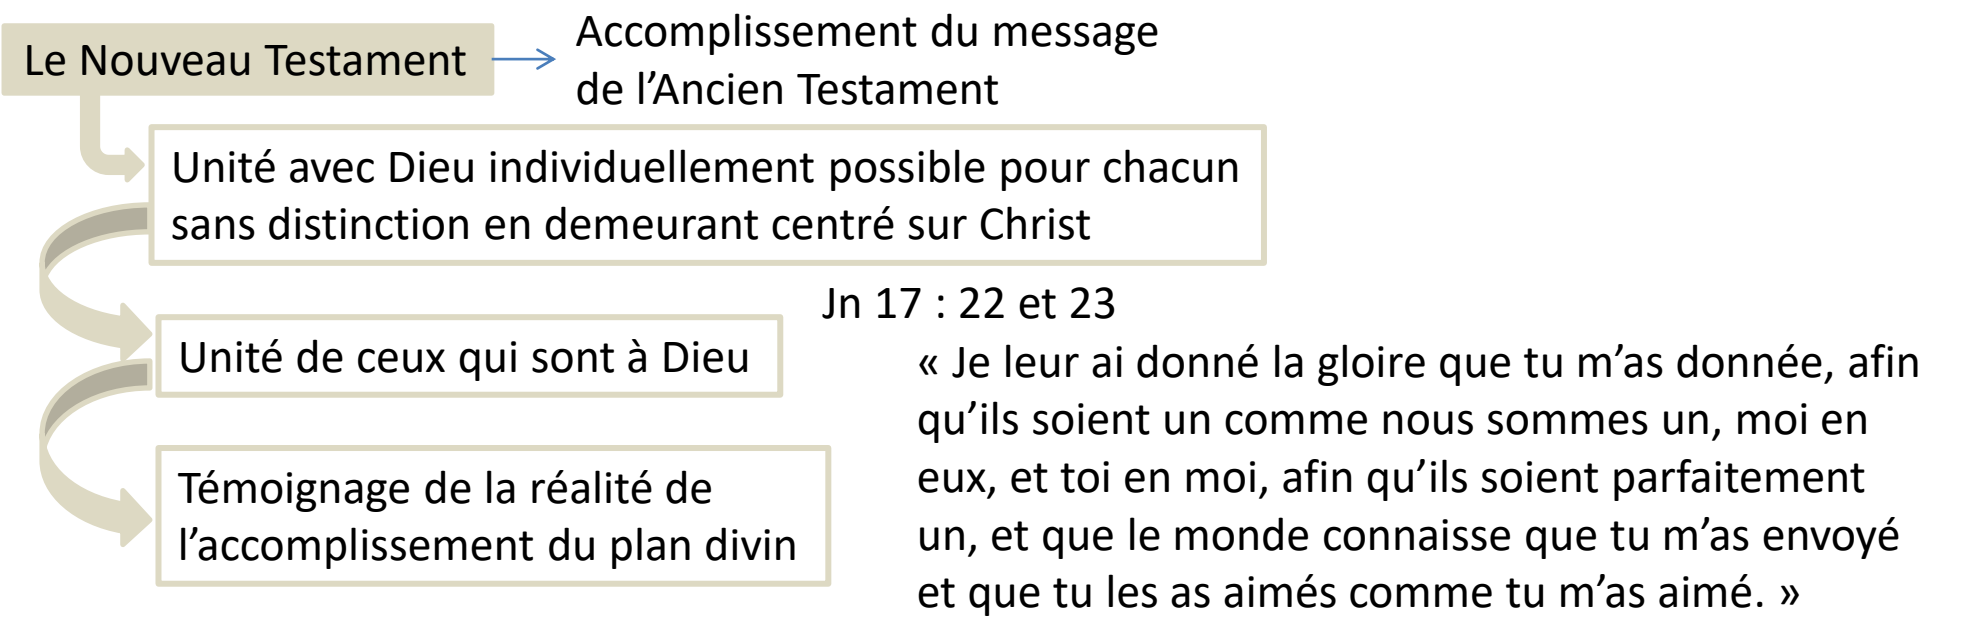 Le Nouveau Testament
Accomplissement du message
de l’Ancien Testament
Unité avec Dieu individuellement possible pour chacun
sans distinction en demeurant centré sur Christ
Jn 17 : 22 et 23
Unité de ceux qui sont à Dieu
« Je leur ai donné la gloire que tu m’as donnée, afin
qu’ils soient un comme nous sommes un, moi en
eux, et toi en moi, afin qu’ils soient parfaitement
un, et que le monde connaisse que tu m’as envoyé
et que tu les as aimés comme tu m’as aimé. »
Témoignage de la réalité de
l’accomplissement du plan divin